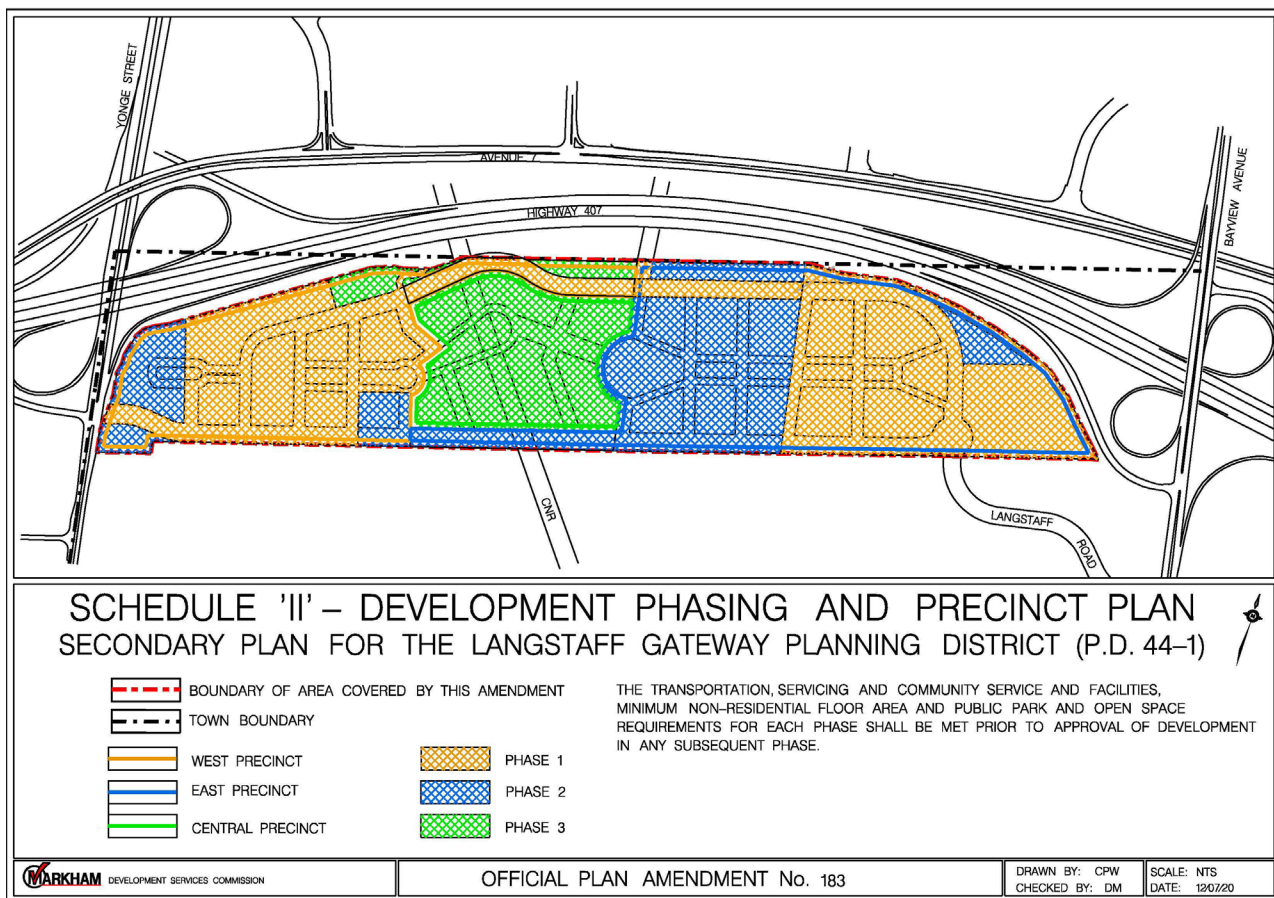 YONGE STREET
AVENUE 7
HIGHWAY 407
BAYVIEW AVENUE
CNR
LANGSTAFF
ROAD
SCHEDULE 'II' – DEVELOPMENT PHASING AND PRECINCT PLAN
SECONDARY PLAN FOR THE LANGSTAFF GATEWAY PLANNING DISTRICT (P.D. 44–1)
BOUNDARY OF AREA COVERED BY THIS AMENDMENT
TOWN BOUNDARY
WEST PRECINCT
EAST PRECINCT
CENTRAL PRECINCT
PHASE 1
PHASE 2
PHASE 3
THE TRANSPORTATION, SERVICING AND COMMUNITY SERVICE AND FACILITIES,
MINIMUM NON-RESIDENTIAL FLOOR AREA AND PUBLIC PARK AND OPEN SPACE
REQUIREMENTS FOR EACH PHASE SHALL BE MET PRIOR TO APPROVAL OF DEVELOPMENT
IN ANY SUBSEQUENT PHASE.
MARKHAM DEVELOPMENT SERVICES COMMISSION
OFFICIAL PLAN AMENDMENT No. 183
DRAWN BY: CPW
CHECKED BY: DM
SCALE: NTS
DATE: 12/07/20